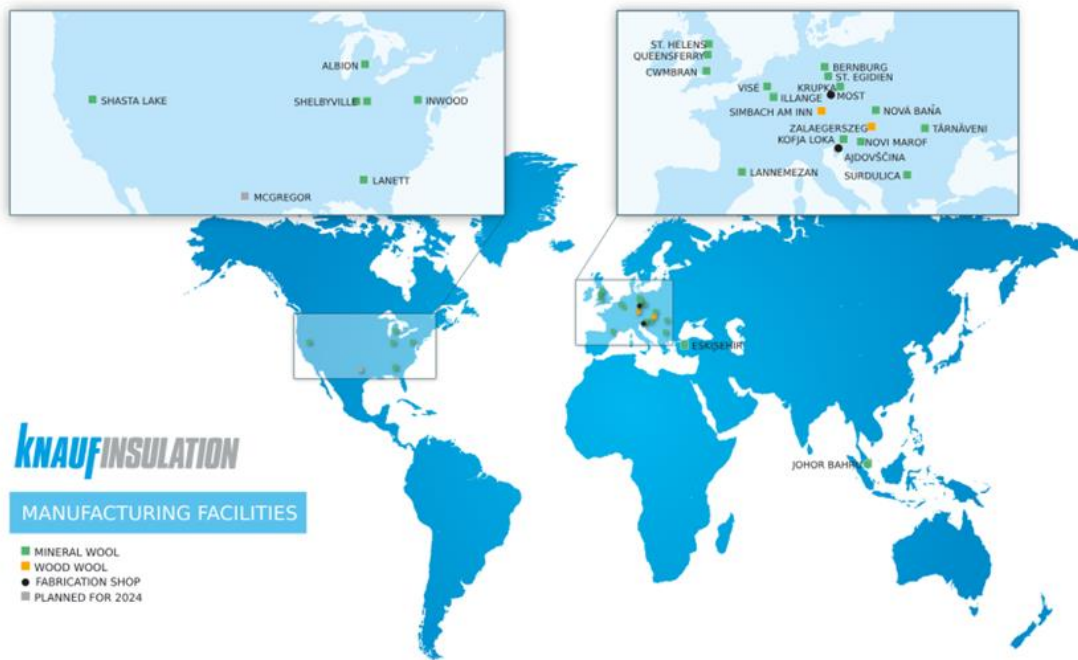 ALBION
SHASTA LAKE
SHELBYVILLE
INWOOD
LANETT
MCGREGOR
ST. HELENS
QUEENSFERRY
CWMBRAN
BERNBURG
ST. EGIDIEN
VISÉ
KRUPKA
ILLANGE
MOST
SIMBACH AM INN
NOVÁ BAŇA
ZALAEGERSZEG
TÂRNĂVENI
KOFJA LOKA
NOVI MAROF
AJDOVŠČINA
LANNEMEZAN
SURDULICA
ESKIŞEHIR
JOHOR BAHRU
KNAUFINSULATION
MANUFACTURING FACILITIES
MINERAL WOOL
WOOD WOOL
FABRICATION SHOP
PLANNED FOR 2024